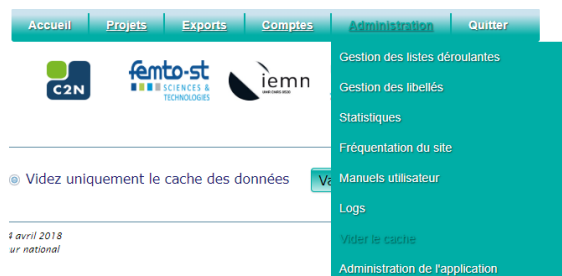 Accueil Projets Exports Comptes Administration Quitter
Gestion des listes déroulantes
C2N
femto-st
SCIENCES &
TECHNOLOGIES
iemn
Gestion des libellés
Statistiques
Fréquentation du site
Videz uniquement le cache des données Va
Manuels utilisateur
Logs
4 avril 2018
ur national
Vider le cache
Administration de l'application